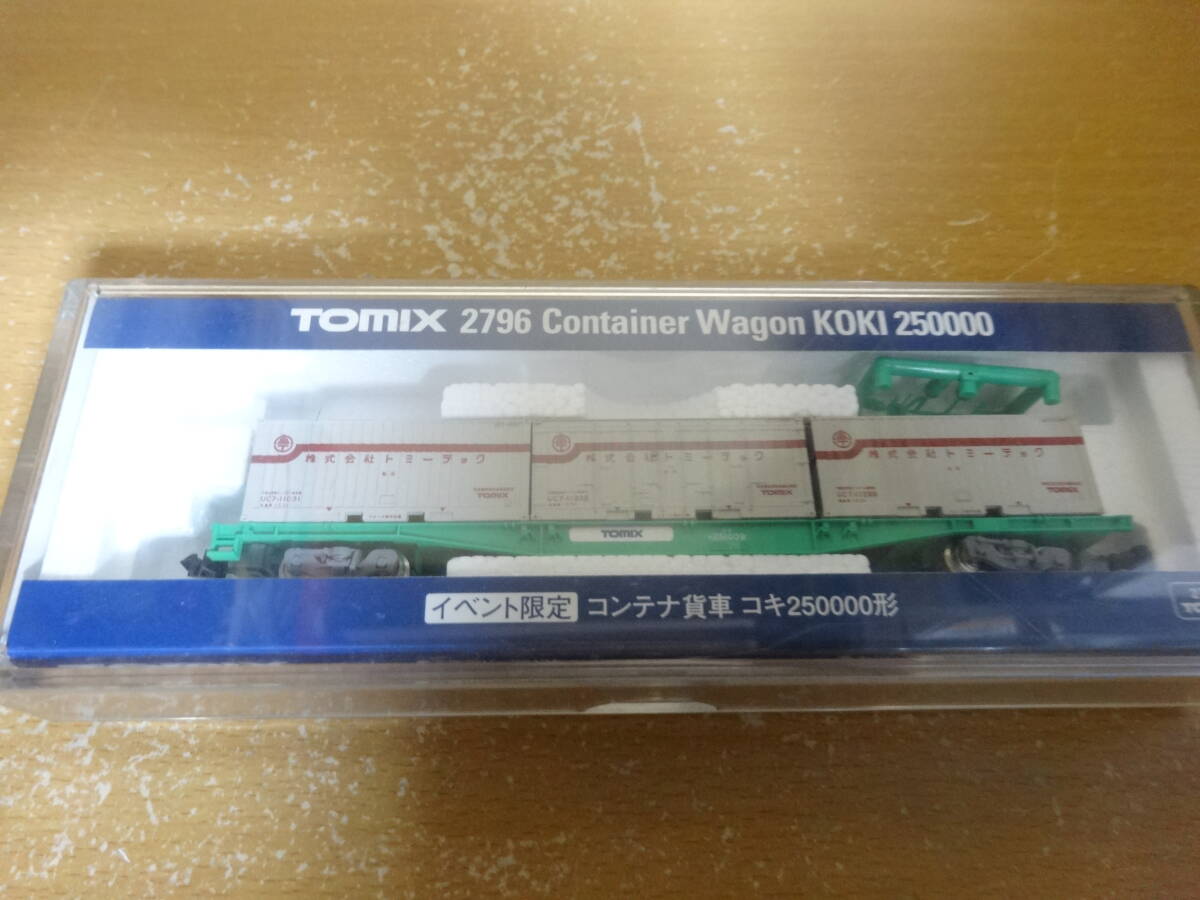 TOMIX 2796 Container Wagon KOKI 250000
株式会社トミーテック
株式会社トミーテック
株式会社トミーテック
UC7-11031
TOMIX
TOMIX
TOMIX
TOMIX
イベント限定 コンテナ貨車 コキ250000形